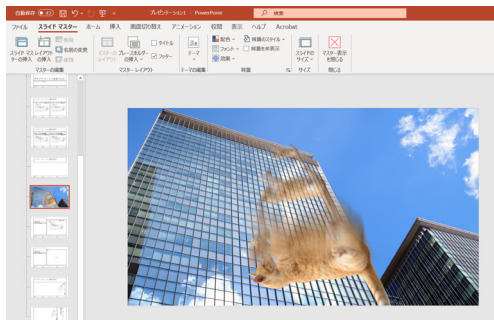 自動保存 オフ プレゼンテーション1 - PowerPoint 検索
ファイル スライド マスター ホーム 挿入 画面切り替え アニメーション 校閲 表示 ヘルプ Acrobat
スライド マスターの挿入 レイアウトの挿入 削除 名前の変更 保持
マスターの編集
マスターのレイアウト プレースホルダーの挿入 タイトル フッター
マスター レイアウト
テーマ
テーマの編集
配色 フォント 効果 背景のスタイル 背景を非表示
背景
スライドのサイズ
サイズ
マスター表示を閉じる
閉じる